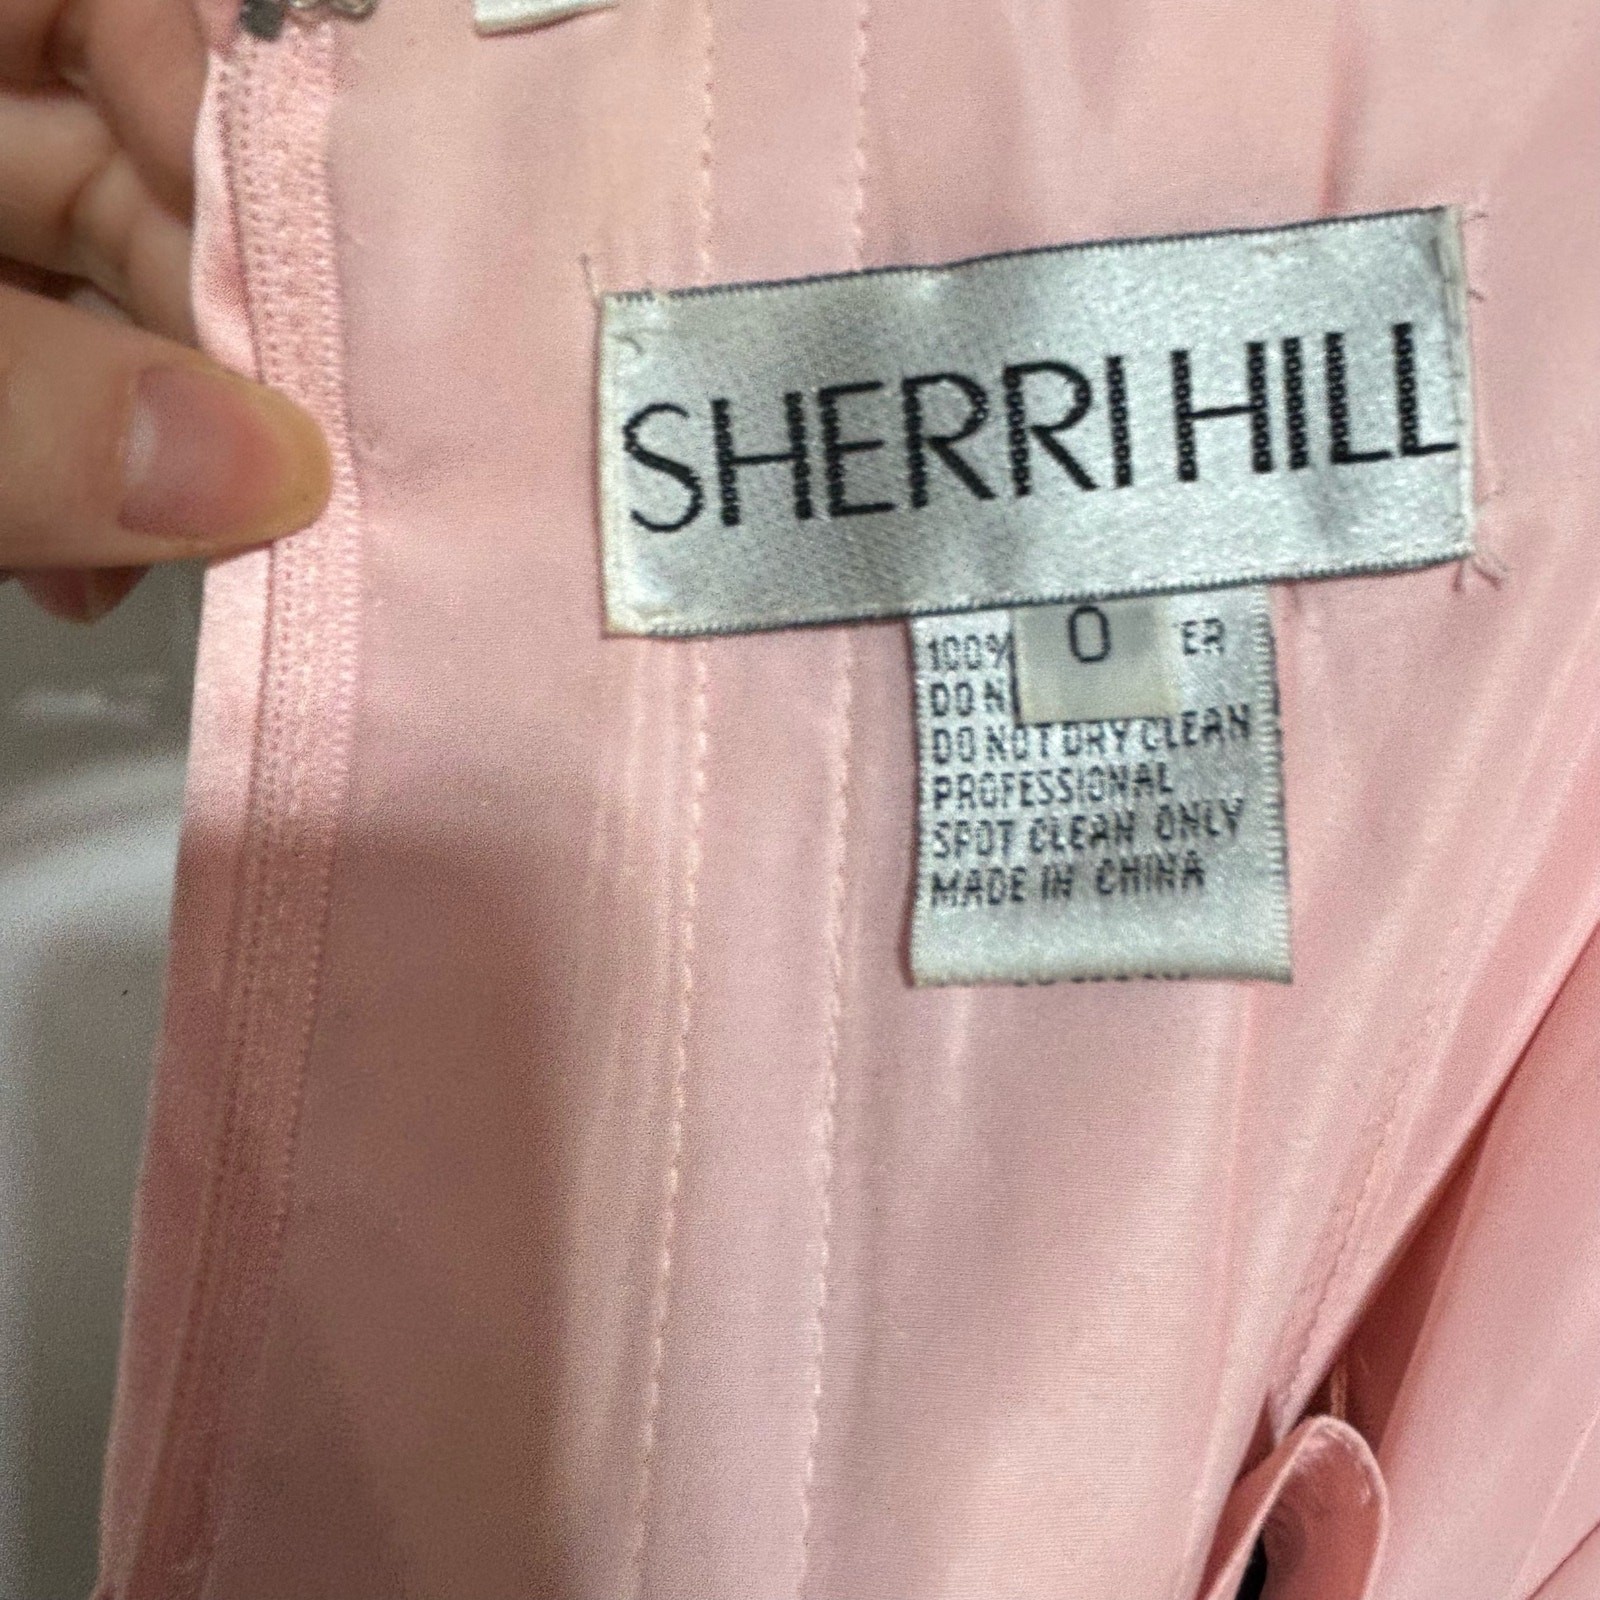 SHERRI HILL
0
100% ER
DO N
DO NOT DRY CLEAN
PROFESSIONAL
SPOT CLEAN ONLY
MADE IN CHINA